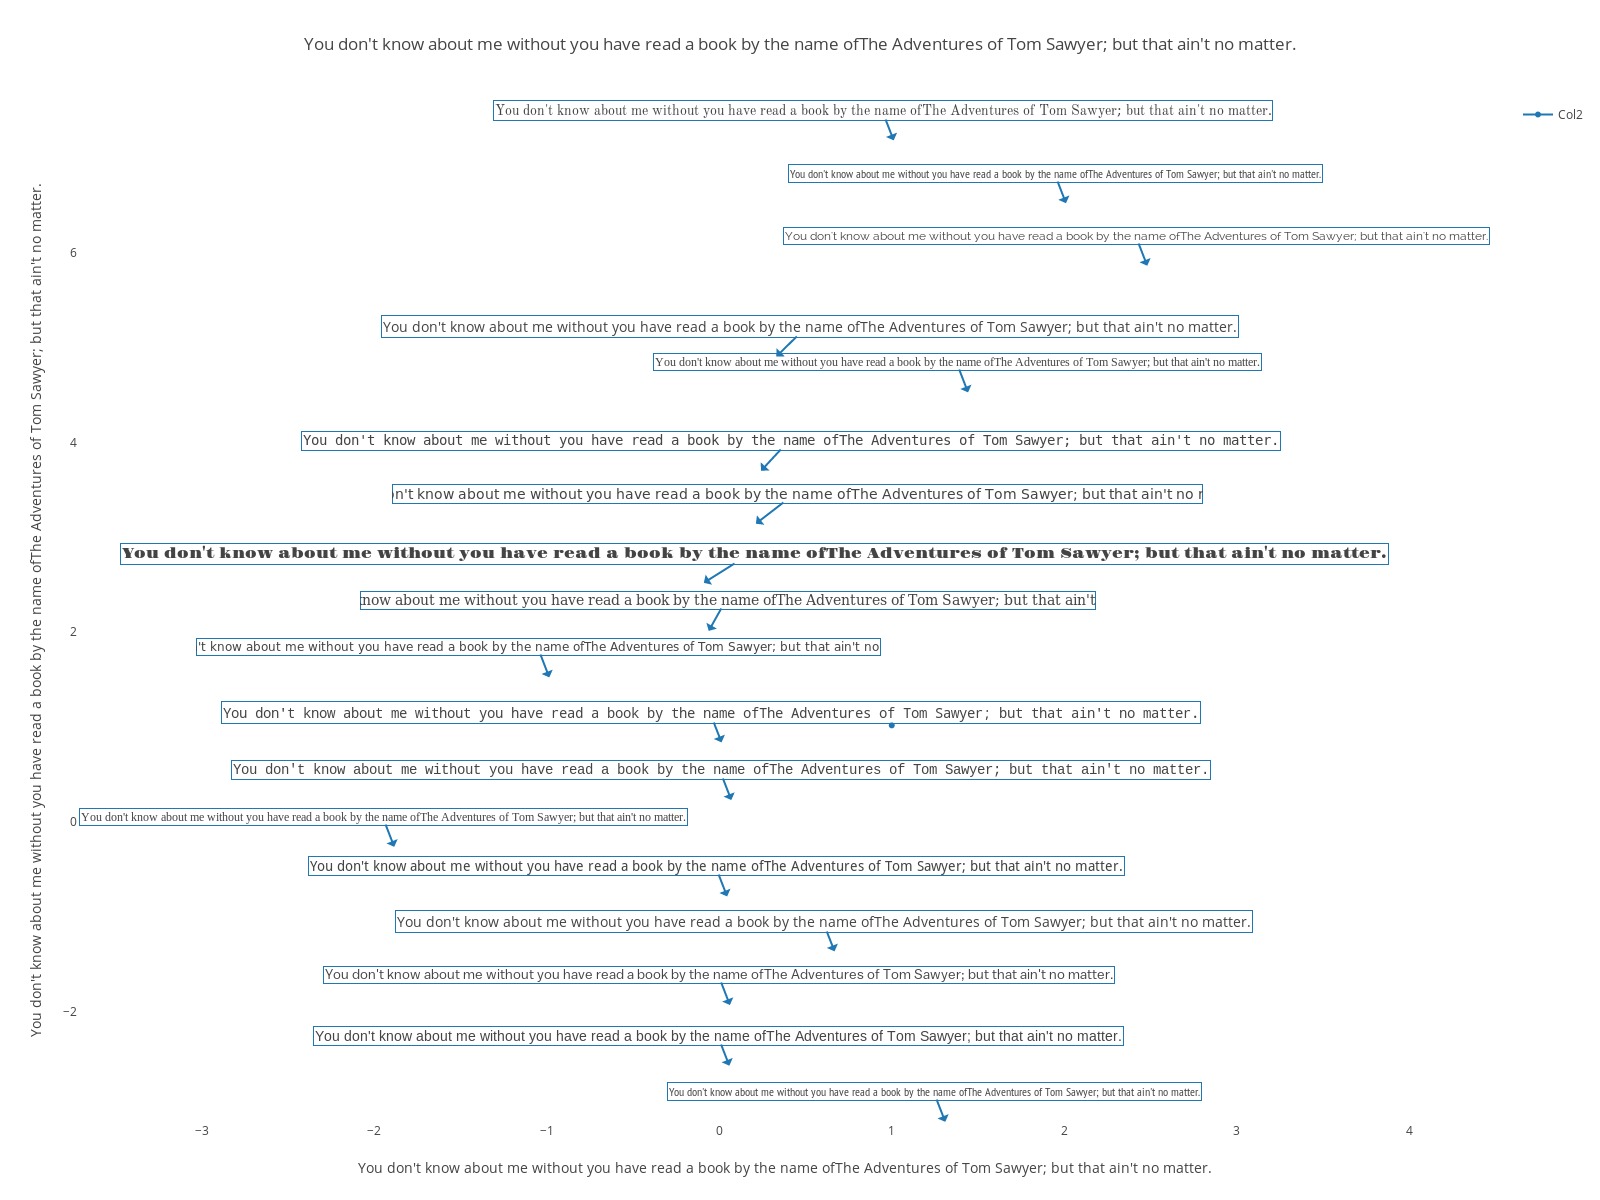 You don't know about me without you have read a book by the name ofThe Adventures of Tom Sawyer; but that ain't no matter.
You don't know about me without you have read a book by the name ofThe Adventures of Tom Sawyer; but that ain't no matter.
Col2
You don't know about me without you have read a book by the name ofThe Adventures of Tom Sawyer; but that ain't no matter.
You don't know about me without you have read a book by the name ofThe Adventures of Tom Sawyer; but that ain't no matter.
6
You don't know about me without you have read a book by the name ofThe Adventures of Tom Sawyer; but that ain't no matter.
You don't know about me without you have read a book by the name ofThe Adventures of Tom Sawyer; but that ain't no matter.
4
You don't know about me without you have read a book by the name ofThe Adventures of Tom Sawyer; but that ain't no matter.
n't know about me without you have read a book by the name ofThe Adventures of Tom Sawyer; but that ain't no
You don't know about me without you have read a book by the name ofThe Adventures of Tom Sawyer; but that ain't no matter.
now about me without you have read a book by the name ofThe Adventures of Tom Sawyer; but that ain't
2
't know about me without you have read a book by the name ofThe Adventures of Tom Sawyer; but that ain't no
You don't know about me without you have read a book by the name ofThe Adventures of Tom Sawyer; but that ain't no matter.
You don't know about me without you have read a book by the name ofThe Adventures of Tom Sawyer; but that ain't no matter.
0
You don't know about me without you have read a book by the name ofThe Adventures of Tom Sawyer; but that ain't no matter.
You don't know about me without you have read a book by the name ofThe Adventures of Tom Sawyer; but that ain't no matter.
You don't know about me without you have read a book by the name ofThe Adventures of Tom Sawyer; but that ain't no matter.
You don't know about me without you have read a book by the name ofThe Adventures of Tom Sawyer; but that ain't no matter.
−2
You don't know about me without you have read a book by the name ofThe Adventures of Tom Sawyer; but that ain't no matter.
You don't know about me without you have read a book by the name ofThe Adventures of Tom Sawyer; but that ain't no matter.
You don't know about me without you have read a book by the name ofThe Adventures of Tom Sawyer; but that ain't no matter.
−3 −2 −1 0 1 2 3 4
You don't know about me without you have read a book by the name ofThe Adventures of Tom Sawyer; but that ain't no matter.